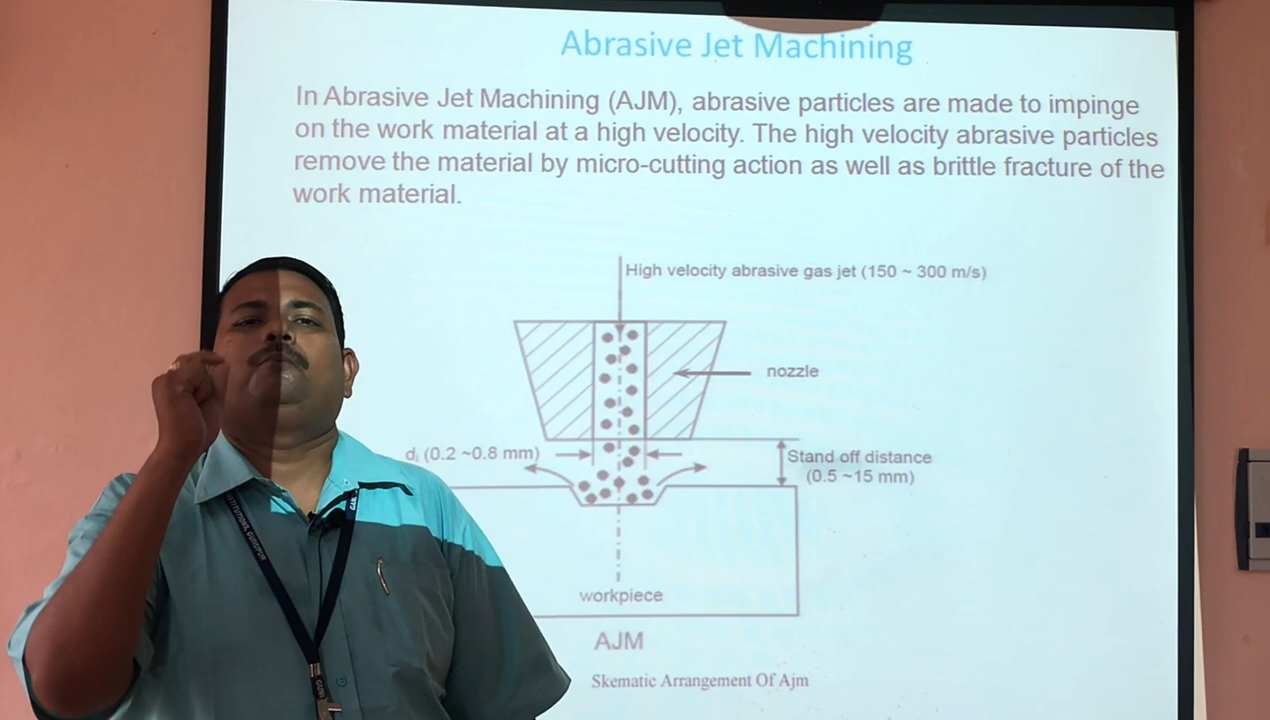 Abrasive Jet Machining
In Abrasive Jet Machining (AJM), abrasive particles are made to impinge
on the work material at a high velocity. The high velocity abrasive particles
remove the material by micro-cutting action as well as brittle fracture of the
work material.
High velocity abrasive gas jet (150 ~ 300 m/s)
nozzle
dᵢ (0.2 ~0.8 mm)
Stand off distance
(0.5 ~15 mm)
workpiece
AJM
Skematic Arrangement Of Ajm